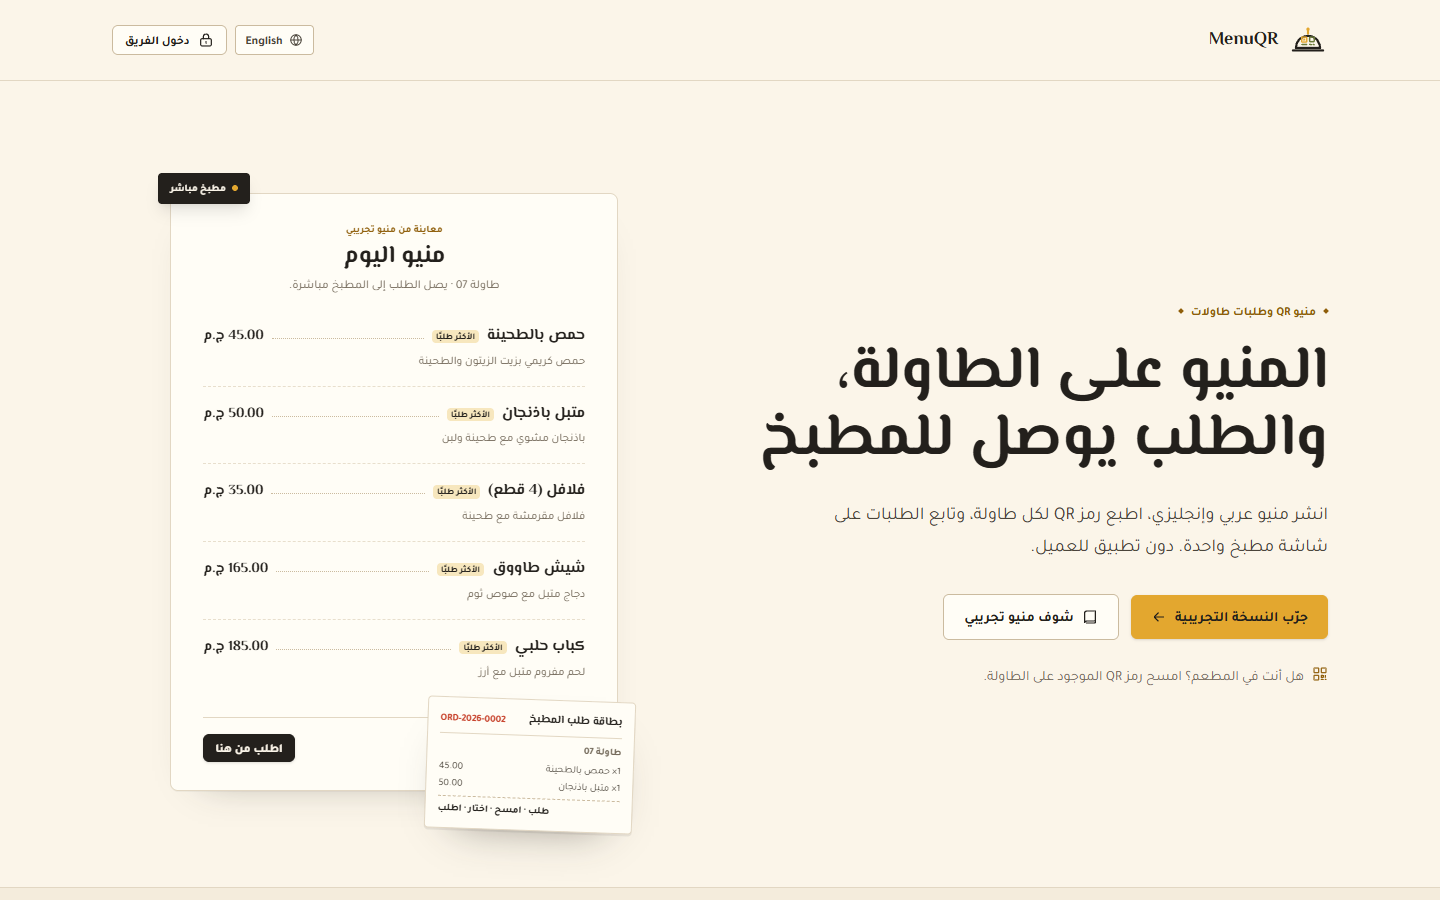 MenuQR
English
دخول الفريق
منيو QR وطلبات طاولات
المنيو على الطاولة،
والطلب يوصل للمطبخ
انشر منيو عربي وإنجليزي، اطبع رمز QR لكل طاولة، وتابع الطلبات على
شاشة مطبخ واحدة. دون تطبيق للعميل.
جرّب النسخة التجريبية ←
شوف منيو تجريبي
هل أنت في المطعم؟ امسح رمز QR الموجود على الطاولة.
مطبخ مباشر
معاينة من منيو تجريبي
منيو اليوم
طاولة 07 · يصل الطلب إلى المطبخ مباشرة.
حمص بالطحينة الأكثر طلبًا 45.00 ج.م
حمص كريمي بزيت الزيتون والطحينة
متبل باذنجان الأكثر طلبًا 50.00 ج.م
باذنجان مشوي مع طحينة ولبن
فلافل (4 قطع) الأكثر طلبًا 35.00 ج.م
فلافل مقرمشة مع طحينة
شيش طاووق الأكثر طلبًا 165.00 ج.م
دجاج متبل مع صوص ثوم
كباب حلبي الأكثر طلبًا 185.00 ج.م
لحم مفروم متبل مع أرز
اطلب من هنا
بطاقة طلب المطبخ ORD-2026-0002
طاولة 07
1× حمص بالطحينة 45.00
1× متبل باذنجان 50.00
طلب · امسح · اختار · اطلب